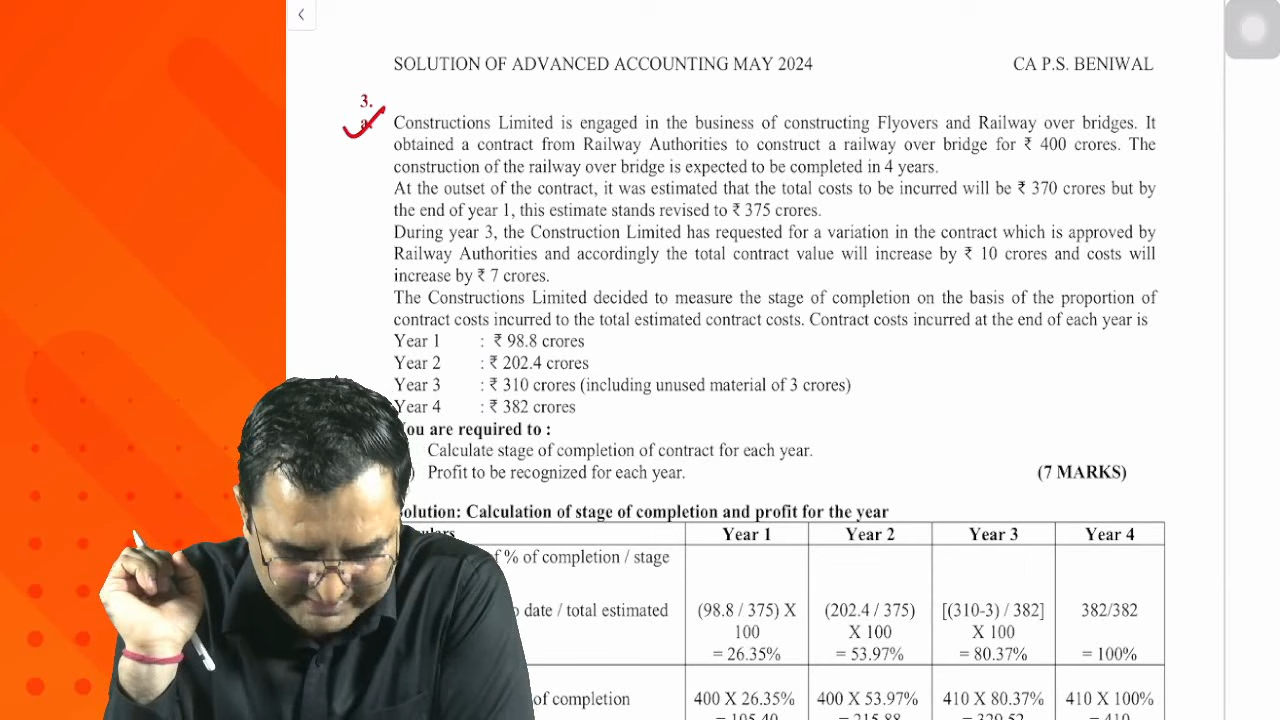 SOLUTION OF ADVANCED ACCOUNTING MAY 2024 CA P.S. BENIWAL
3.
Constructions Limited is engaged in the business of constructing Flyovers and Railway over bridges. It
obtained a contract from Railway Authorities to construct a railway over bridge for ₹ 400 crores. The
construction of the railway over bridge is expected to be completed in 4 years.
At the outset of the contract, it was estimated that the total costs to be incurred will be ₹ 370 crores but by
the end of year 1, this estimate stands revised to ₹ 375 crores.
During year 3, the Construction Limited has requested for a variation in the contract which is approved by
Railway Authorities and accordingly the total contract value will increase by ₹ 10 crores and costs will
increase by ₹ 7 crores.
The Constructions Limited decided to measure the stage of completion on the basis of the proportion of
contract costs incurred to the total estimated contract costs. Contract costs incurred at the end of each year is
Year 1 : ₹ 98.8 crores
Year 2 : ₹ 202.4 crores
Year 3 : ₹ 310 crores (including unused material of 3 crores)
Year 4 : ₹ 382 crores
You are required to :
Calculate stage of completion of contract for each year.
Profit to be recognized for each year. (7 MARKS)
Solution: Calculation of stage of completion and profit for the year
Year 1 Year 2 Year 3 Year 4
% of completion / stage
date / total estimated (98.8 / 375) X (202.4 / 375) [(310-3) / 382] 382/382
100 X 100 X 100
= 26.35% = 53.97% = 80.37% = 100%
of completion 400 X 26.35% 400 X 53.97% 410 X 80.37% 410 X 100%
= 105.40 = 215.88 = 329.52 = 410